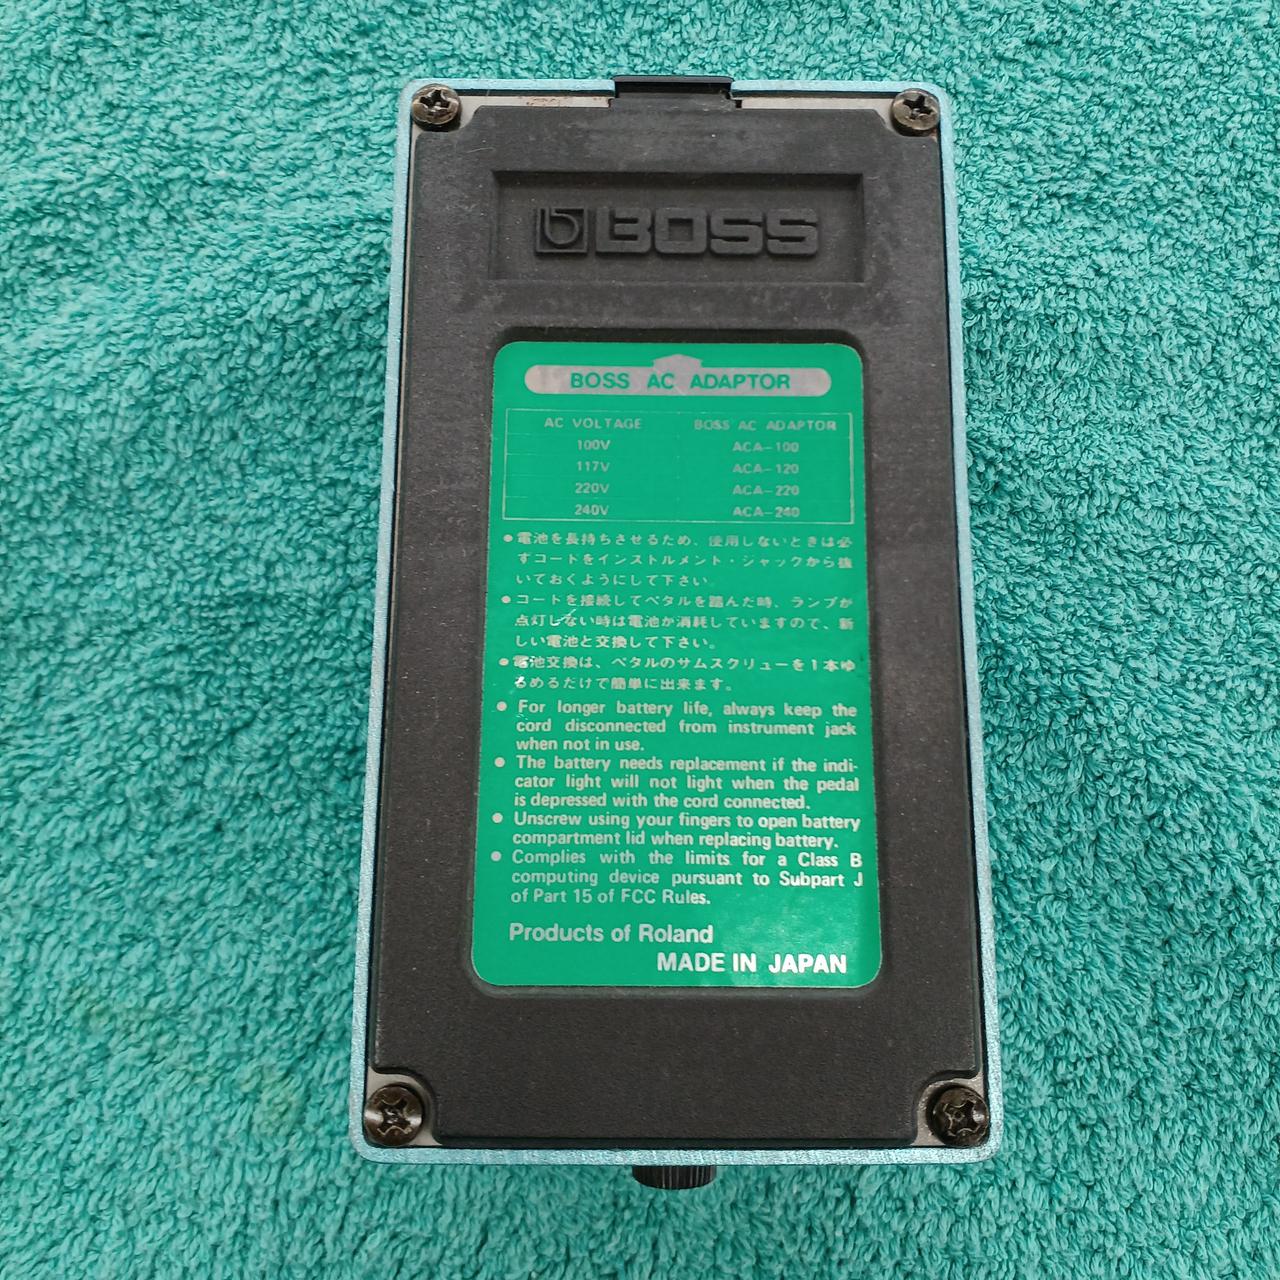 BOSS
BOSS AC ADAPTOR
AC VOLTAGE BOSS AC ADAPTOR
100V ACA-100
117V ACA-120
220V ACA-220
240V ACA-240
●電池を長持ちさせるため、使用しないときは必
ずコードをインストルメント・ジャックから抜
いておくようにして下さい。
●コードを接続してペダルを踏んだ時、ランプが
点灯しない時は電池が消耗していますので、新
しい電池と交換して下さい。
●電池交換は、ペダルのサムスクリューを1本ゆ
るめるだけで簡単に出来ます。
● For longer battery life, always keep the
cord disconnected from instrument jack
when not in use.
● The battery needs replacement if the indi-
cator light will not light when the pedal
is depressed with the cord connected.
● Unscrew using your fingers to open battery
compartment lid when replacing battery.
● Complies with the limits for a Class B
computing device pursuant to Subpart J
of Part 15 of FCC Rules.
Products of Roland
MADE IN JAPAN